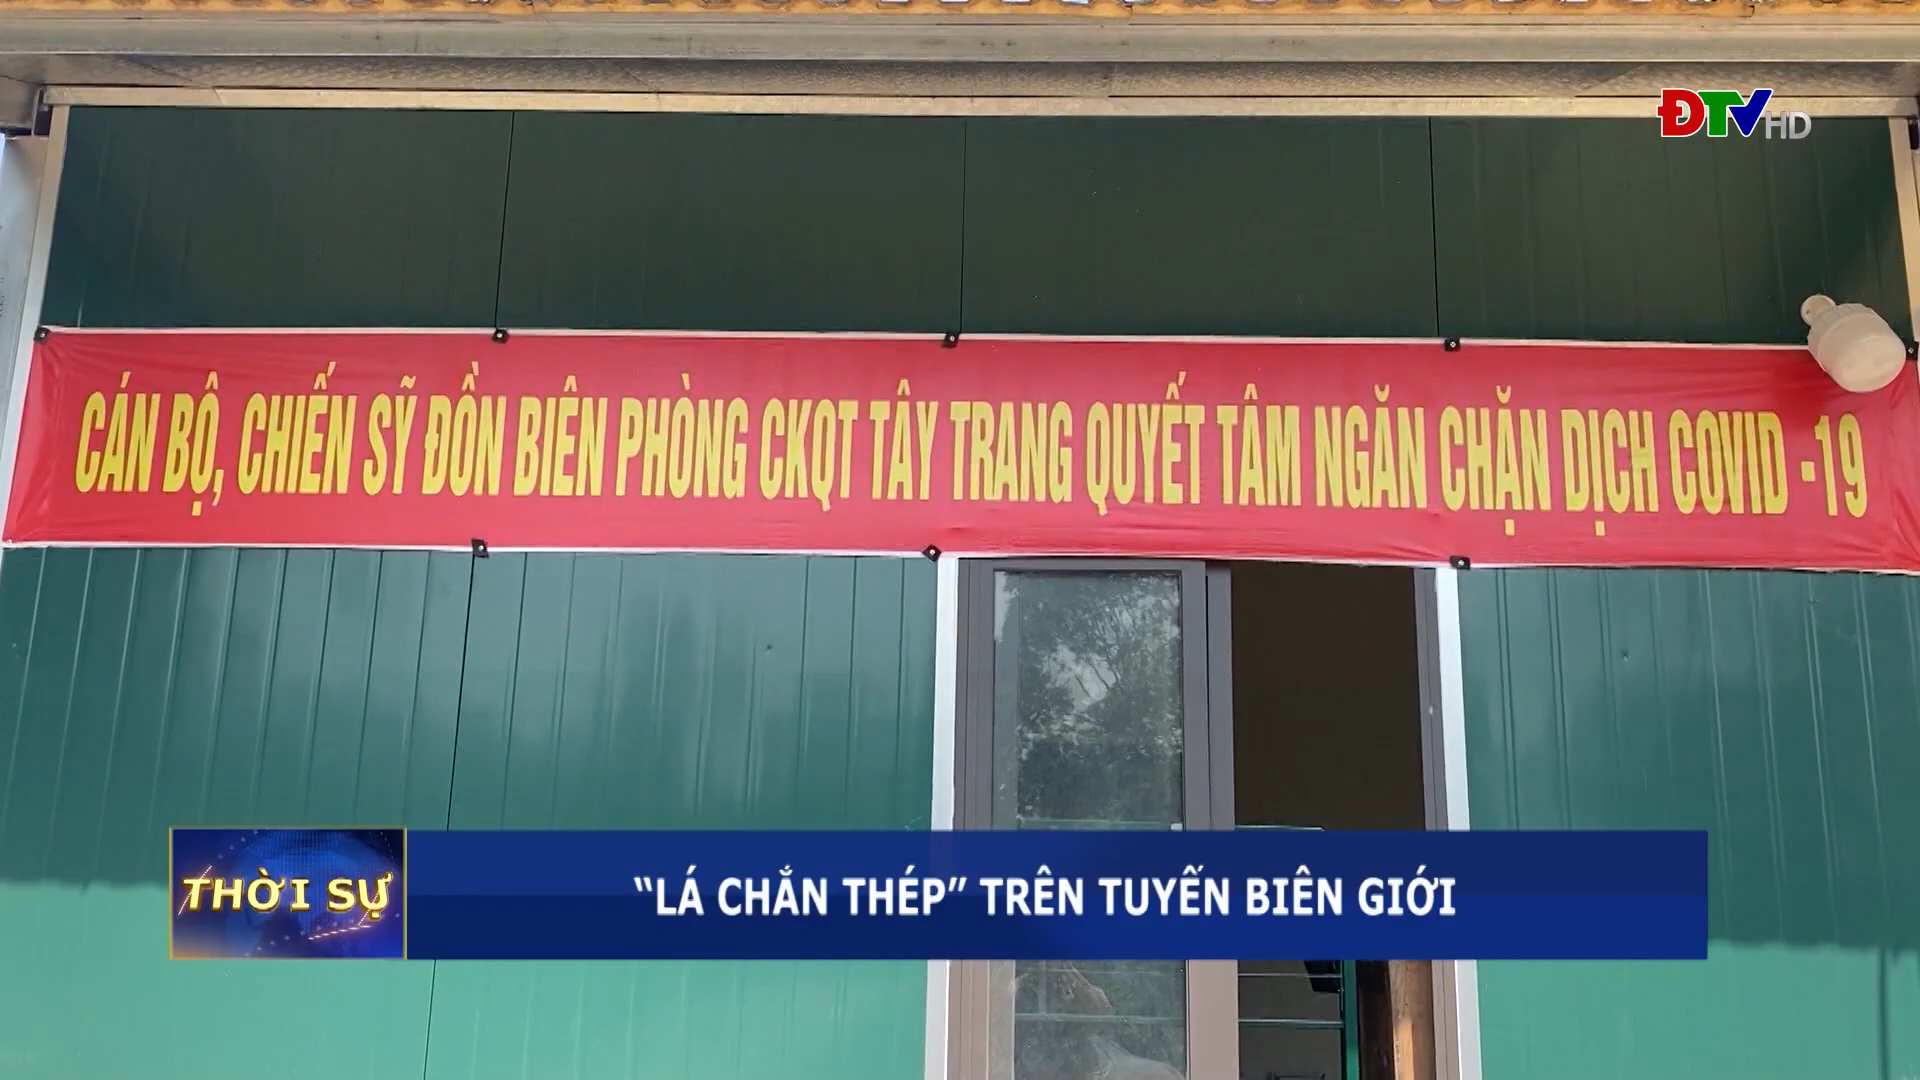 ĐTV HD
CÁN BỘ, CHIẾN SỸ ĐỒN BIÊN PHÒNG CKQT TÂY TRANG QUYẾT TÂM NGĂN CHẶN DỊCH COVID -19
THỜI SỰ
“LÁ CHẮN THÉP” TRÊN TUYẾN BIÊN GIỚI